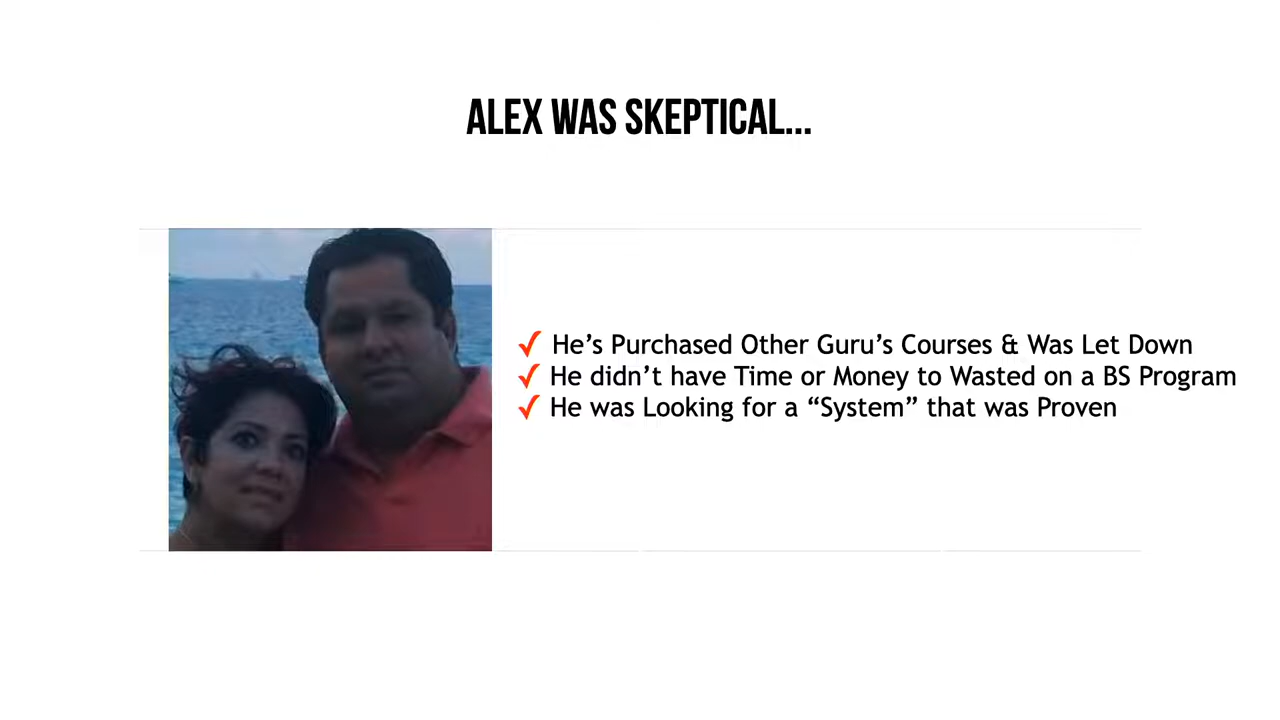 ALEX WAS SKEPTICAL...
✓ He's Purchased Other Guru's Courses & Was Let Down
✓ He didn't have Time or Money to Wasted on a BS Program
✓ He was Looking for a “System” that was Proven